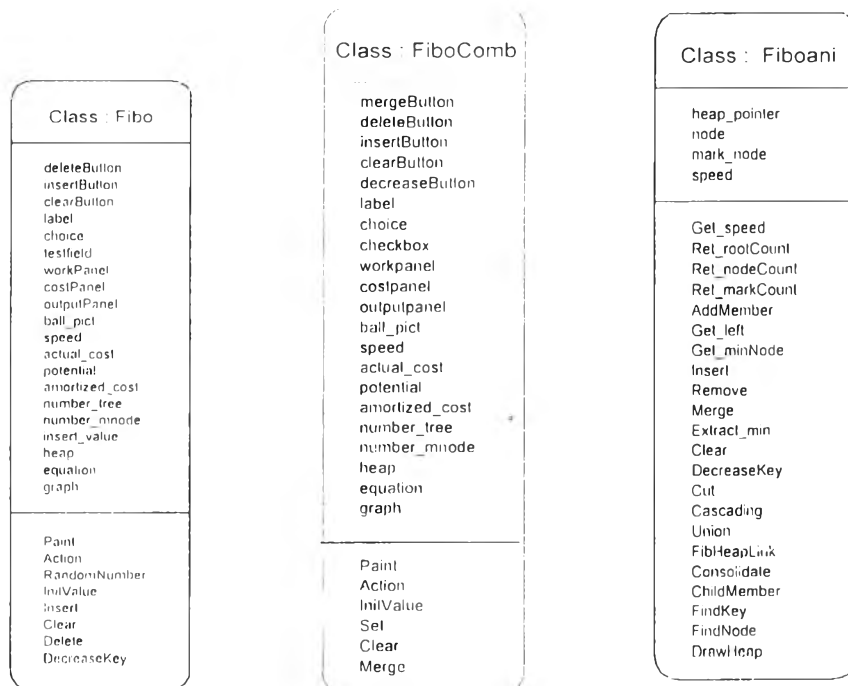 Class : Fibo
deleteButton
insertButton
clearButton
label
choice
testfield
workPanel
costPanel
outputPanel
ball_pict
speed
actual_cost
potential
amortized_cost
number_tree
number_mnode
insert_value
heap
equation
graph
Paint
Action
RandomNumber
InitValue
Insert
Clear
Delete
DecreaseKey
Class : FiboComb
mergeButton
deleteButton
insertButton
clearButton
decreaseButton
label
choice
checkbox
workpanel
costpanel
outputpanel
ball_pict
speed
actual_cost
potential
amortized_cost
number_tree
number_mnode
heap
equation
graph
Paint
Action
InitValue
Set
Clear
Merge
Class : Fiboani
heap_pointer
node
mark_node
speed
Get_speed
Ret_rootCount
Ret_nodeCount
Ret_markCount
AddMember
Get_left
Get_minNode
Insert
Remove
Merge
Extract_min
Clear
DecreaseKey
Cut
Cascading
Union
FibHeapLink
Consolidate
ChildMember
FindKey
FindNode
DrawHeap